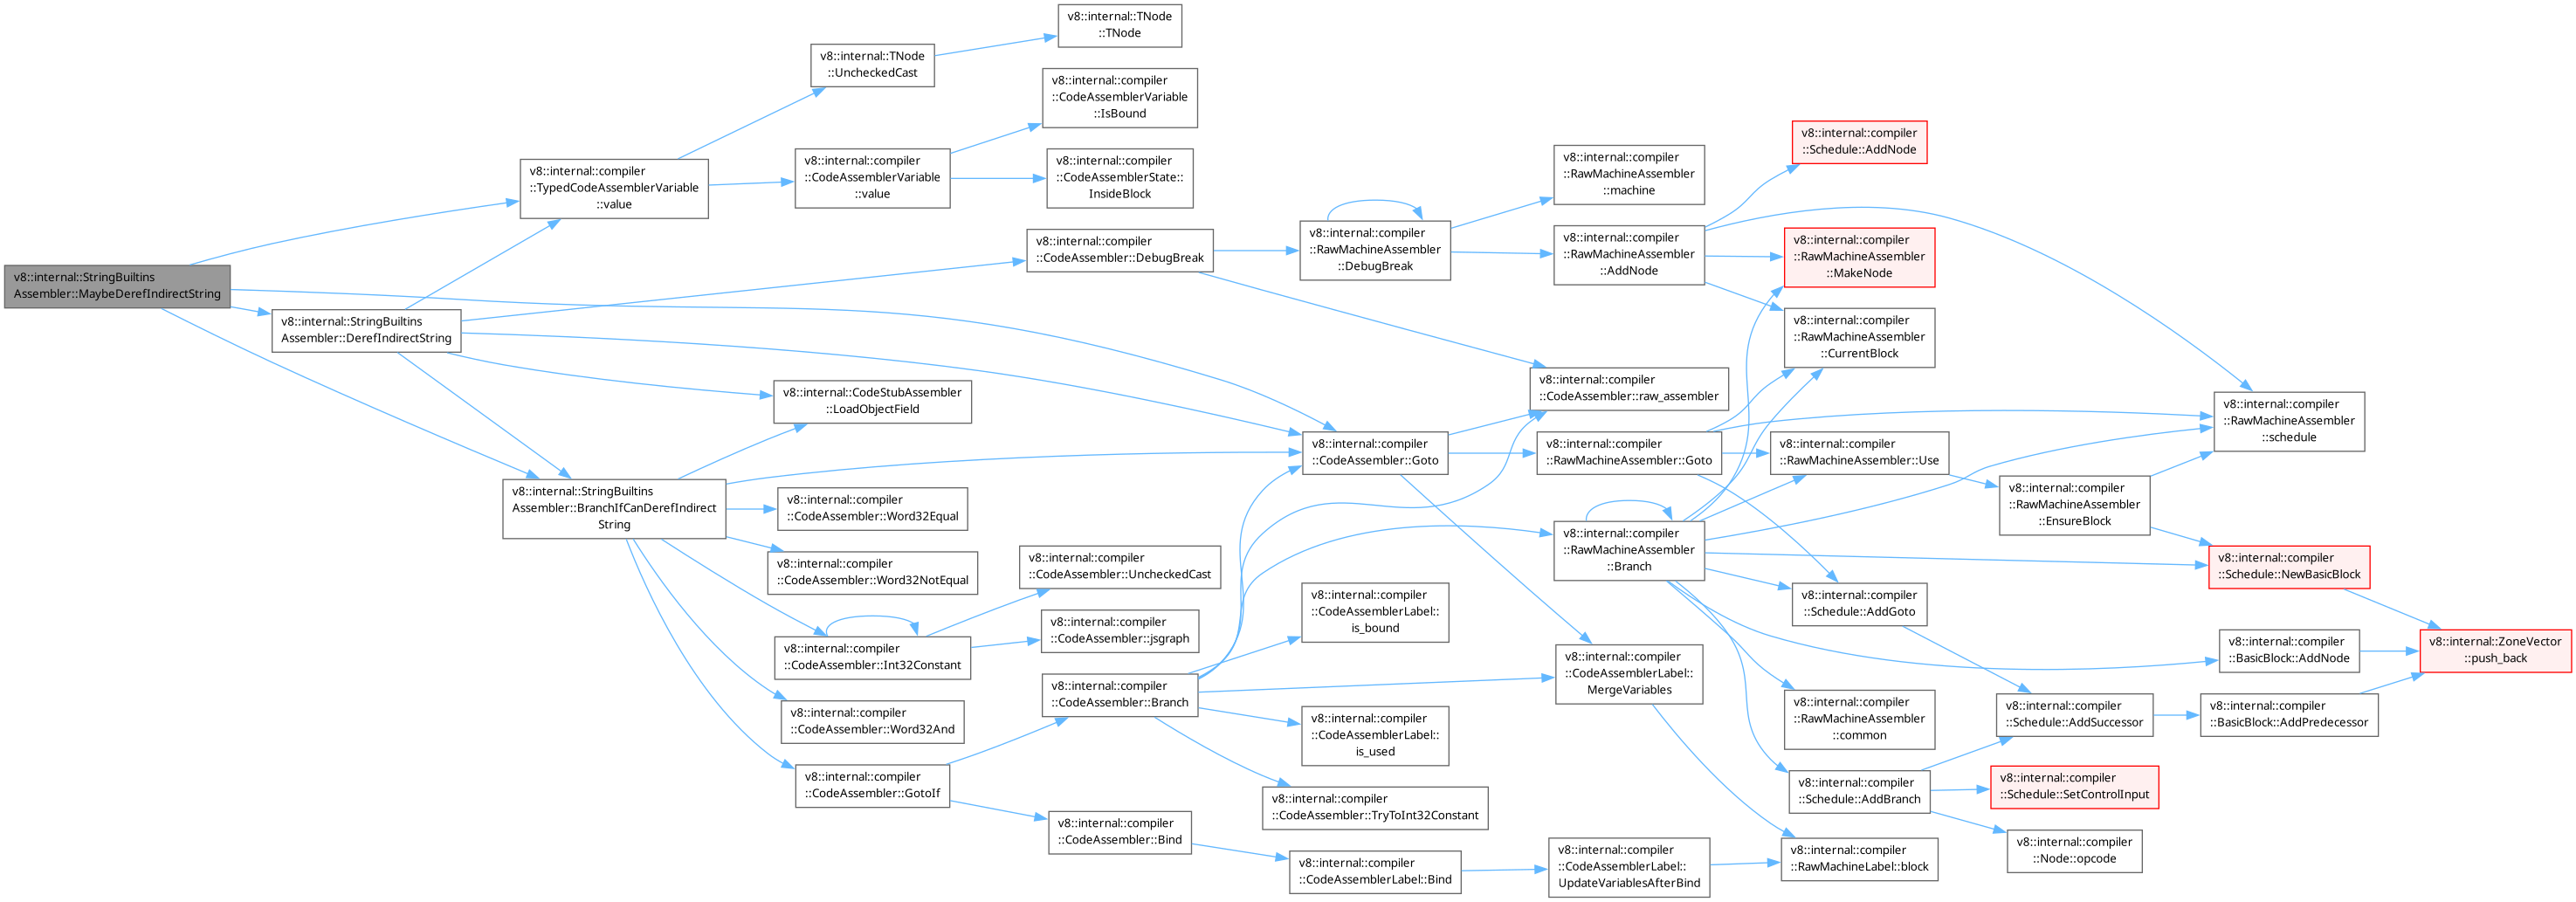 v8::internal::StringBuiltins
Assembler::MaybeDerefIndirectString
v8::internal::StringBuiltins
Assembler::DerefIndirectString
v8::internal::compiler
::TypedCodeAssemblerVariable
::value
v8::internal::StringBuiltins
Assembler::BranchIfCanDerefIndirect
String
v8::internal::TNode
::UncheckedCast
v8::internal::compiler
::CodeAssemblerVariable
::value
v8::internal::CodeStubAssembler
::LoadObjectField
v8::internal::compiler
::CodeAssembler::Word32Equal
v8::internal::compiler
::CodeAssembler::Word32NotEqual
v8::internal::compiler
::CodeAssembler::Int32Constant
v8::internal::compiler
::CodeAssembler::Word32And
v8::internal::compiler
::CodeAssembler::GotoIf
v8::internal::TNode
::TNode
v8::internal::compiler
::CodeAssemblerVariable
::IsBound
v8::internal::compiler
::CodeAssemblerState::
InsideBlock
v8::internal::compiler
::CodeAssembler::DebugBreak
v8::internal::compiler
::CodeAssembler::UncheckedCast
v8::internal::compiler
::CodeAssembler::jsgraph
v8::internal::compiler
::CodeAssembler::Branch
v8::internal::compiler
::CodeAssembler::Bind
v8::internal::compiler
::RawMachineAssembler
::DebugBreak
v8::internal::compiler
::CodeAssembler::Goto
v8::internal::compiler
::CodeAssemblerLabel::
is_bound
v8::internal::compiler
::CodeAssemblerLabel::
is_used
v8::internal::compiler
::CodeAssembler::TryToInt32Constant
v8::internal::compiler
::CodeAssemblerLabel::Bind
v8::internal::compiler
::RawMachineAssembler
::machine
v8::internal::compiler
::RawMachineAssembler
::AddNode
v8::internal::compiler
::CodeAssembler::raw_assembler
v8::internal::compiler
::RawMachineAssembler::Goto
v8::internal::compiler
::RawMachineAssembler
::Branch
v8::internal::compiler
::CodeAssemblerLabel::
MergeVariables
v8::internal::compiler
::CodeAssemblerLabel::
UpdateVariablesAfterBind
v8::internal::compiler
::Schedule::AddNode
v8::internal::compiler
::RawMachineAssembler
::MakeNode
v8::internal::compiler
::RawMachineAssembler
::CurrentBlock
v8::internal::compiler
::RawMachineAssembler::Use
v8::internal::compiler
::Schedule::AddGoto
v8::internal::compiler
::RawMachineAssembler
::common
v8::internal::compiler
::Schedule::AddBranch
v8::internal::compiler
::RawMachineLabel::block
v8::internal::compiler
::RawMachineAssembler
::EnsureBlock
v8::internal::compiler
::Schedule::AddSuccessor
v8::internal::compiler
::Schedule::SetControlInput
v8::internal::compiler
::Node::opcode
v8::internal::compiler
::RawMachineAssembler
::schedule
v8::internal::compiler
::Schedule::NewBasicBlock
v8::internal::compiler
::BasicBlock::AddNode
v8::internal::compiler
::BasicBlock::AddPredecessor
v8::internal::ZoneVector
::push_back